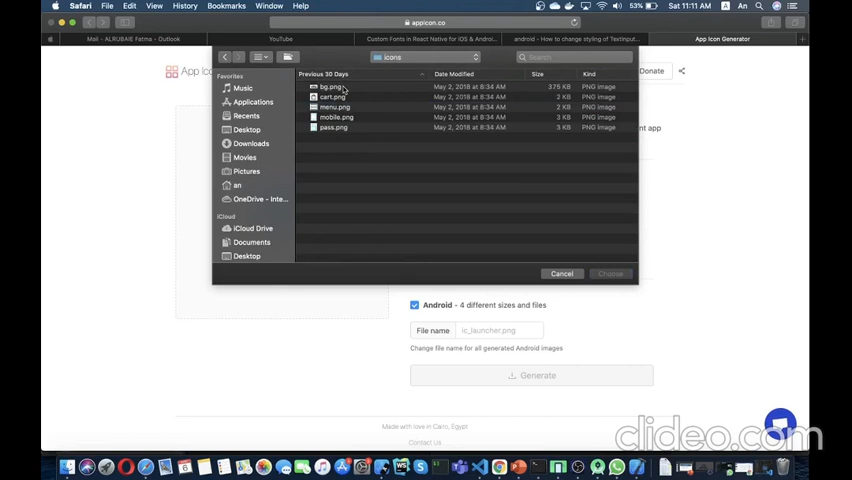 Safari File Edit View History Bookmarks Window Help
53% Sat 11:11 AM An
appicon.co
Mail - ALRUBAIE Fatma - Outlook YouTube Custom Fonts in React Native for IOS & Androi... android - How to change styling of TextInput... App Icon Generator
icons Search
Favorites
Music
Applications
Recents
Desktop
Downloads
Movies
Pictures
an
OneDrive - Inte...
iCloud
iCloud Drive
Documents
Desktop
Previous 30 Days Date Modified Size Kind
bg.png May 2, 2018 at 8:34 AM 375 KB PNG image
cart.png May 2, 2018 at 8:34 AM 2 KB PNG image
menu.png May 2, 2018 at 8:34 AM 2 KB PNG image
mobile.png May 2, 2018 at 8:34 AM 3 KB PNG image
pass.png May 2, 2018 at 8:34 AM 3 KB PNG image
Cancel Choose
App Ico
Donate
nt app
Android - 4 different sizes and files
File name ic_launcher.png
Change file name for all generated Android images
Generate
Made with love in Cairo, Egypt
Contact Us
clideo.com